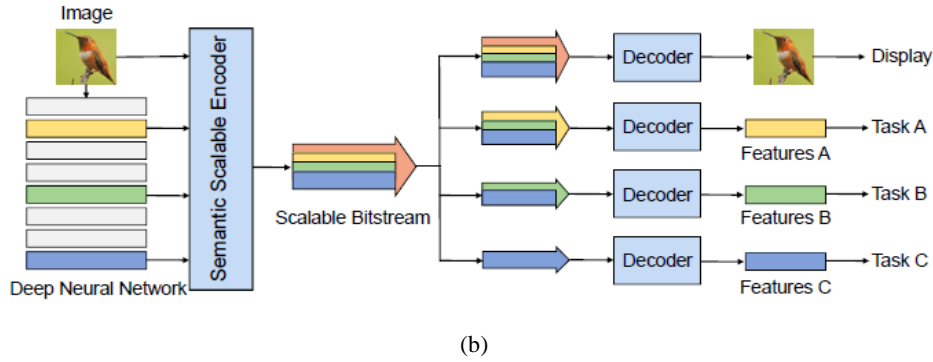 Image
Semantic Scalable Encoder
Deep Neural Network
Scalable Bitstream
Decoder
Display
Decoder
Features A
Task A
Decoder
Features B
Task B
Decoder
Features C
Task C
(b)